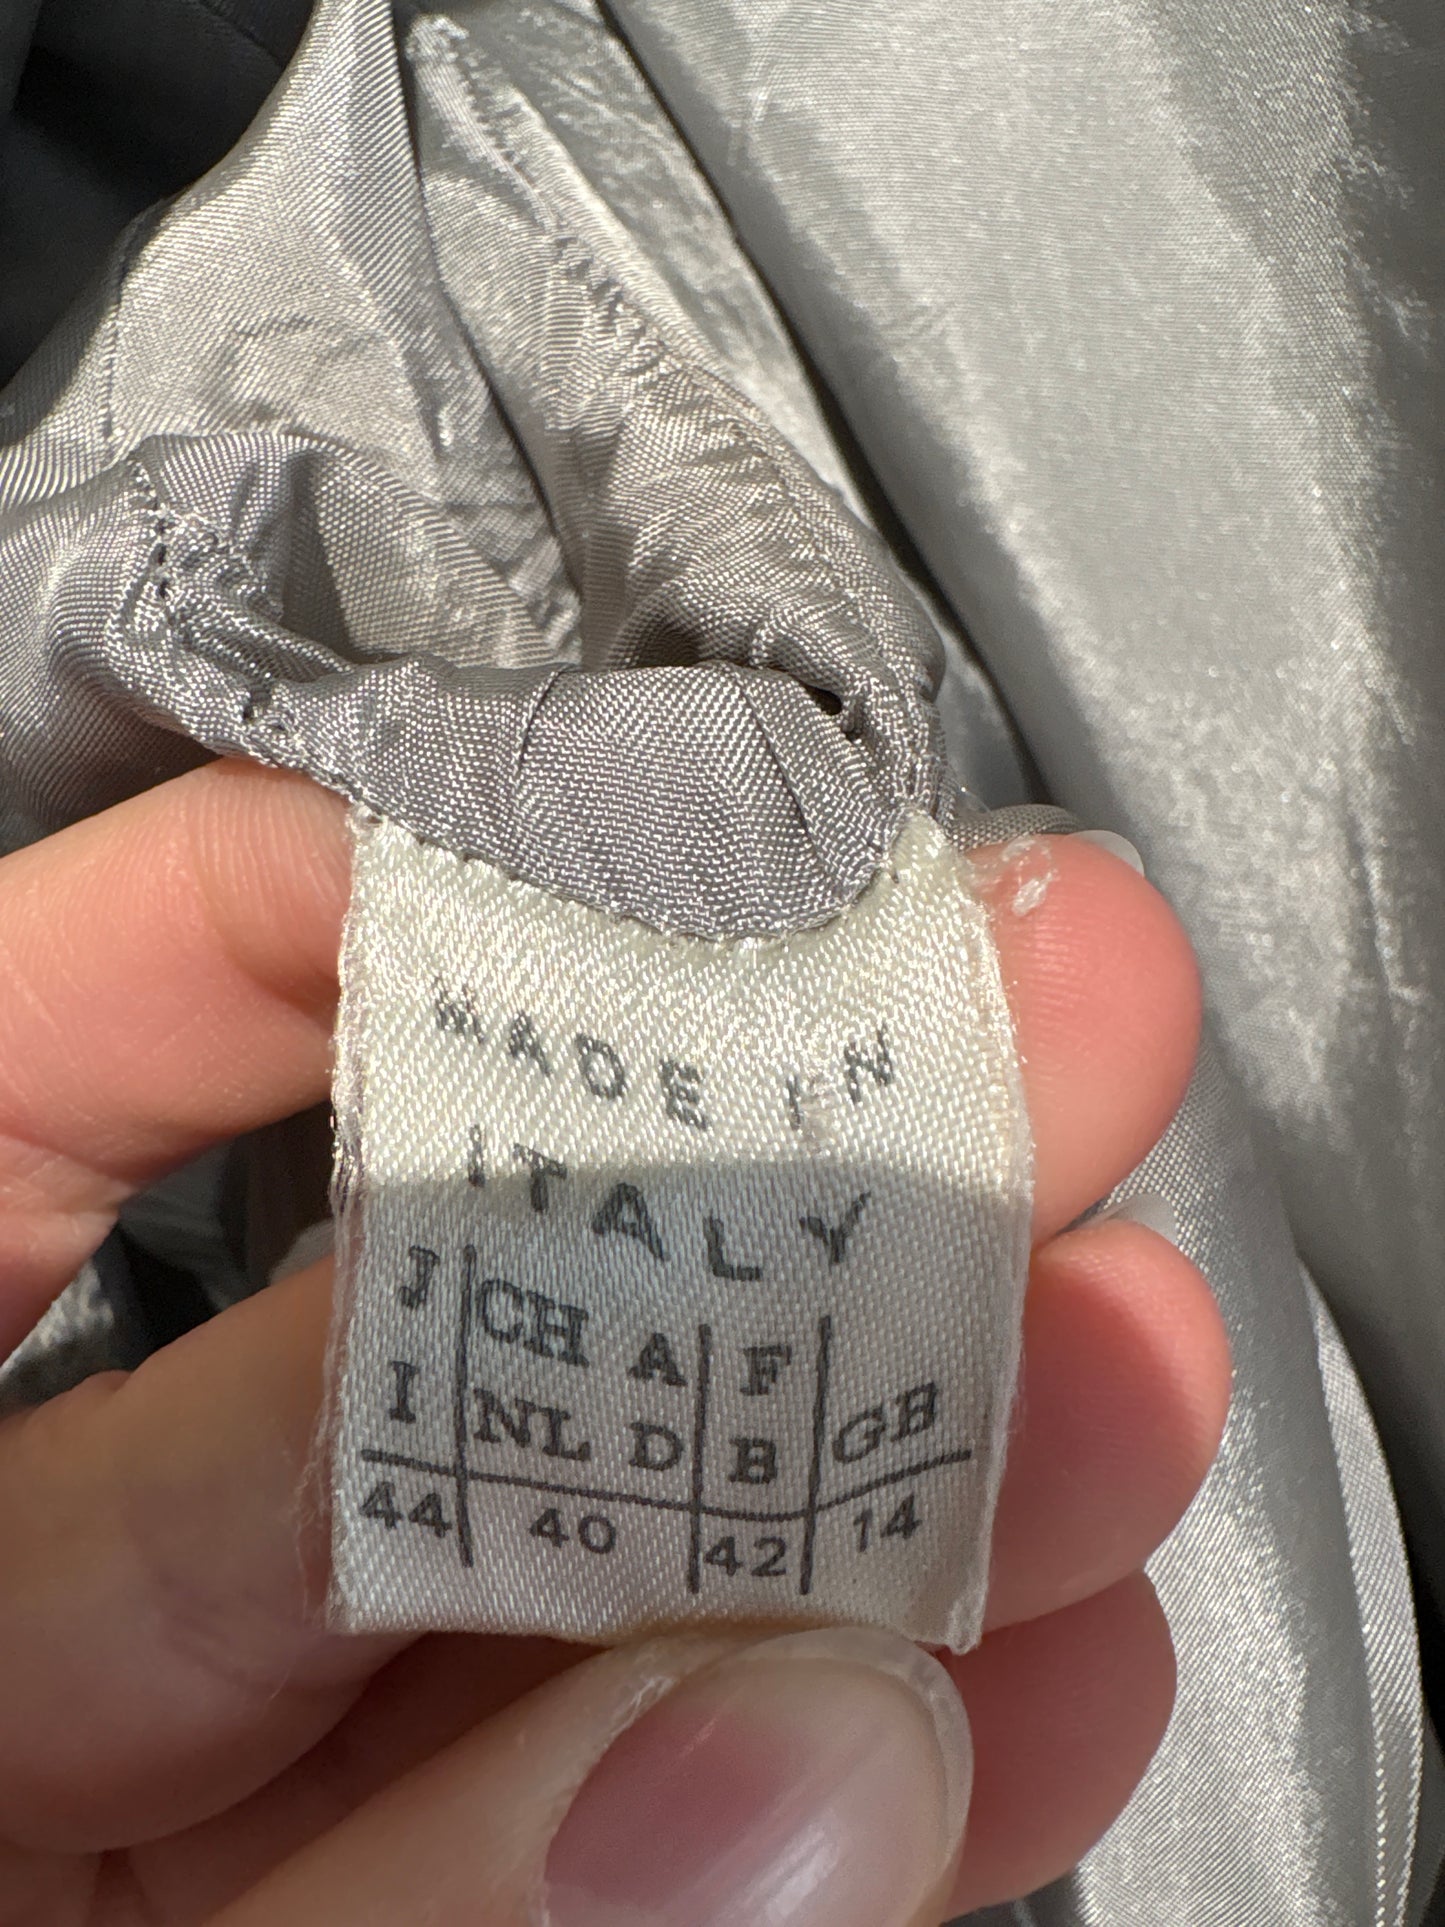 MADE IN
ITALY
J CH A F
I NL D B GB
44 40 42 14